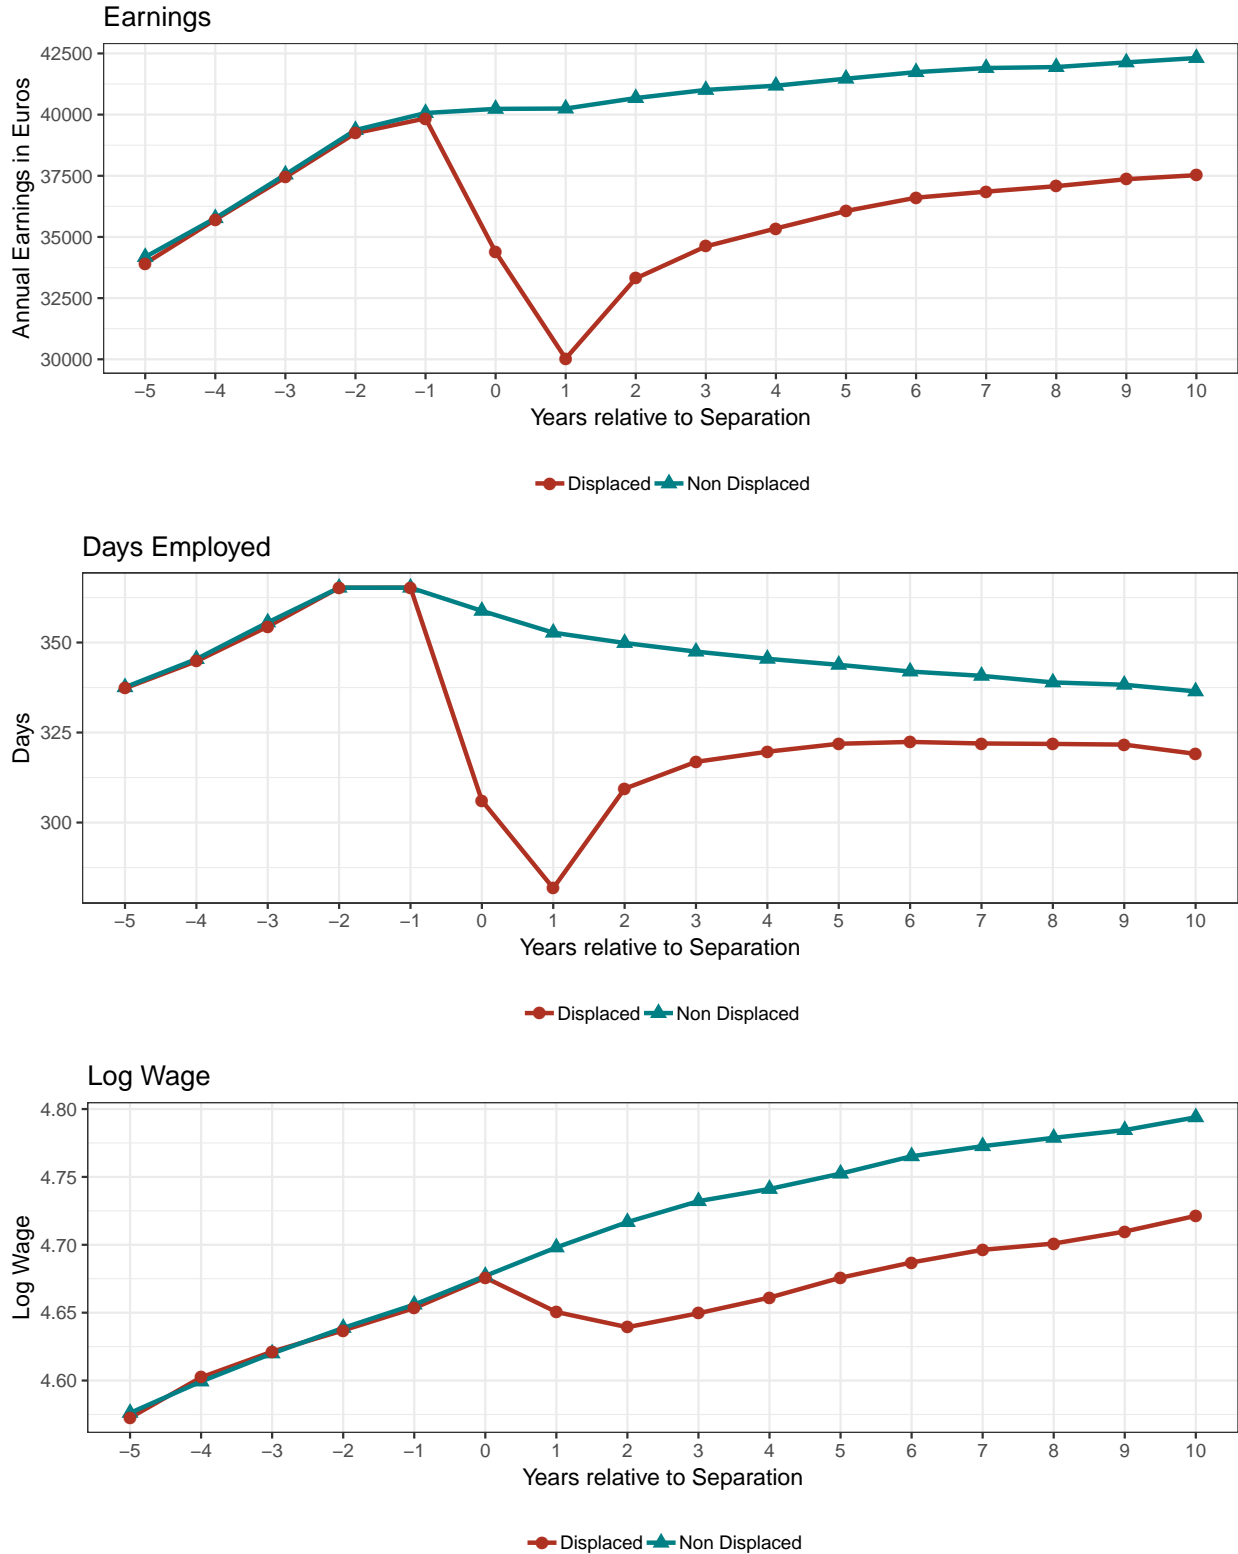 Earnings
Annual Earnings in Euros
42500
40000
37500
35000
32500
30000
−5 −4 −3 −2 −1 0 1 2 3 4 5 6 7 8 9 10
Years relative to Separation
Displaced Non Displaced
Days Employed
Days
350
325
300
−5 −4 −3 −2 −1 0 1 2 3 4 5 6 7 8 9 10
Years relative to Separation
Displaced Non Displaced
Log Wage
Log Wage
4.80
4.75
4.70
4.65
4.60
−5 −4 −3 −2 −1 0 1 2 3 4 5 6 7 8 9 10
Years relative to Separation
Displaced Non Displaced